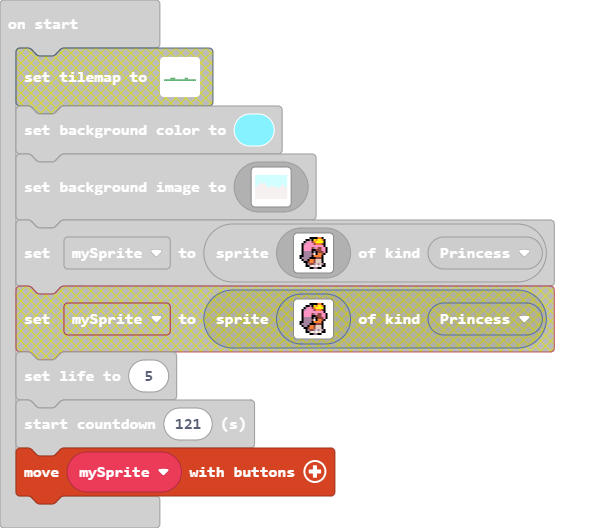 on start
set tilemap to
set background color to
set background image to
set mySprite to sprite of kind Princess
set mySprite to sprite of kind Princess
set life to 5
start countdown 121 (s)
move mySprite with buttons